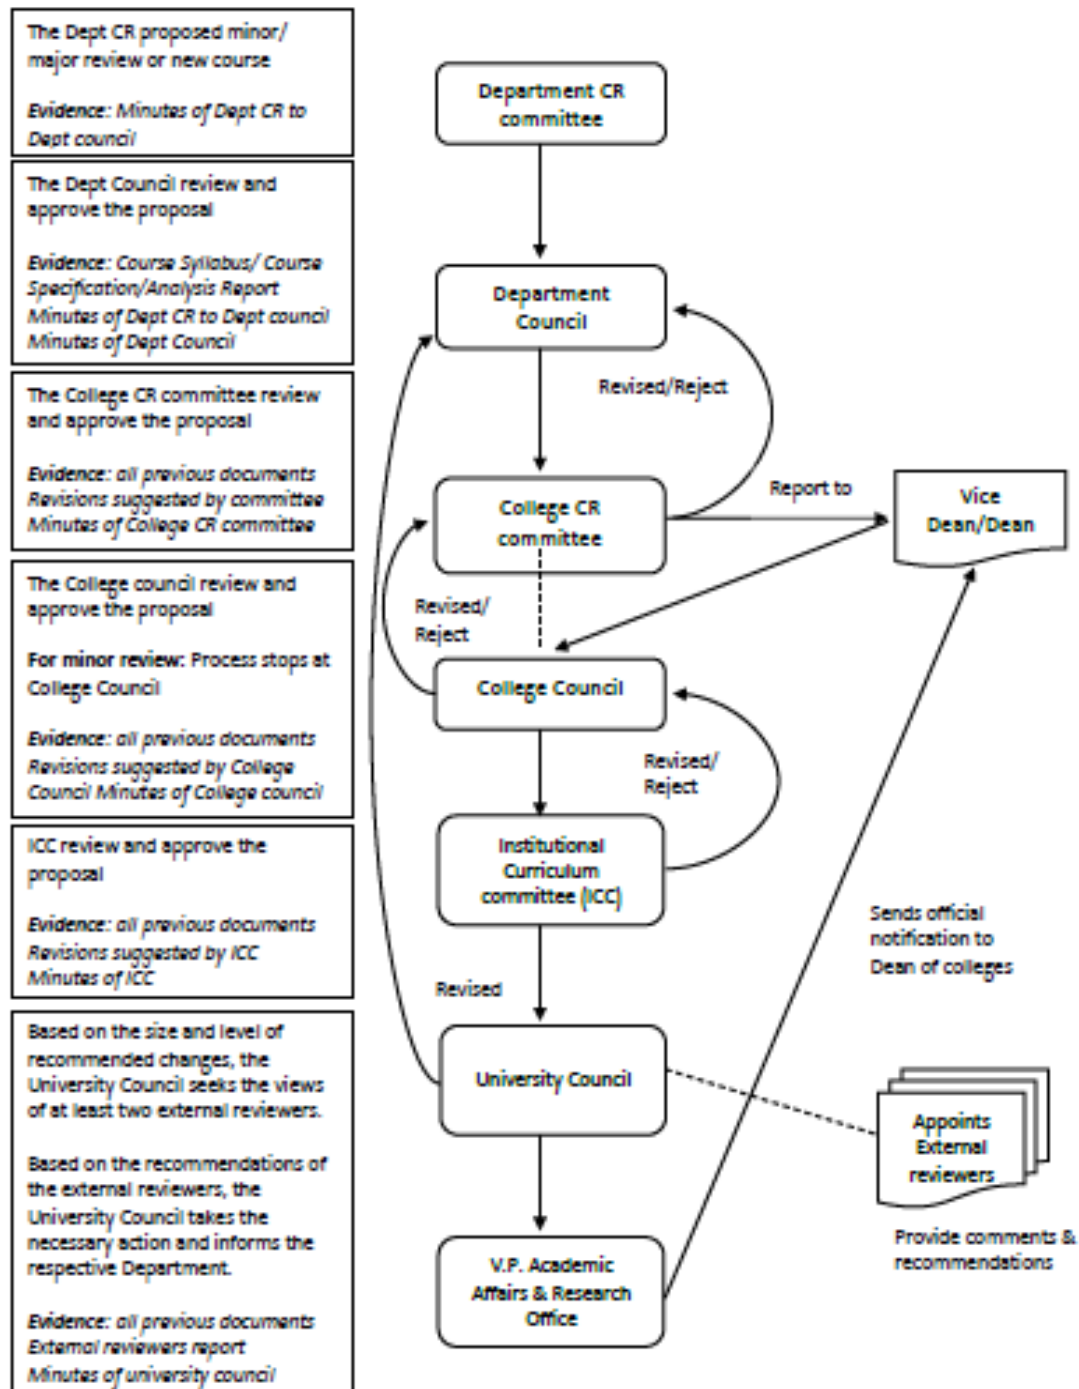 The Dept CR proposed minor/
major review or new course
Evidence: Minutes of Dept CR to
Dept council
The Dept Council review and
approve the proposal
Evidence: Course Syllabus/ Course
Specification/Analysis Report
Minutes of Dept CR to Dept council
Minutes of Dept Council
The College CR committee review
and approve the proposal
Evidence: all previous documents
Revisions suggested by committee
Minutes of College CR committee
The College council review and
approve the proposal
For minor review: Process stops at
College Council
Evidence: all previous documents
Revisions suggested by College
Council Minutes of College council
ICC review and approve the
proposal
Evidence: all previous documents
Revisions suggested by ICC
Minutes of ICC
Based on the size and level of
recommended changes, the
University Council seeks the views
of at least two external reviewers.
Based on the recommendations of
the external reviewers, the
University Council takes the
necessary action and informs the
respective Department.
Evidence: all previous documents
External reviewers report
Minutes of university council
Department CR
committee
Department
Council
Revised/Reject
College CR
committee
Report to
Vice
Dean/Dean
Revised/
Reject
College Council
Revised/
Reject
Institutional
Curriculum
committee (ICC)
Sends official
notification to
Dean of colleges
Revised
University Council
Appoints
External
reviewers
Provide comments &
recommendations
V.P. Academic
Affairs & Research
Office